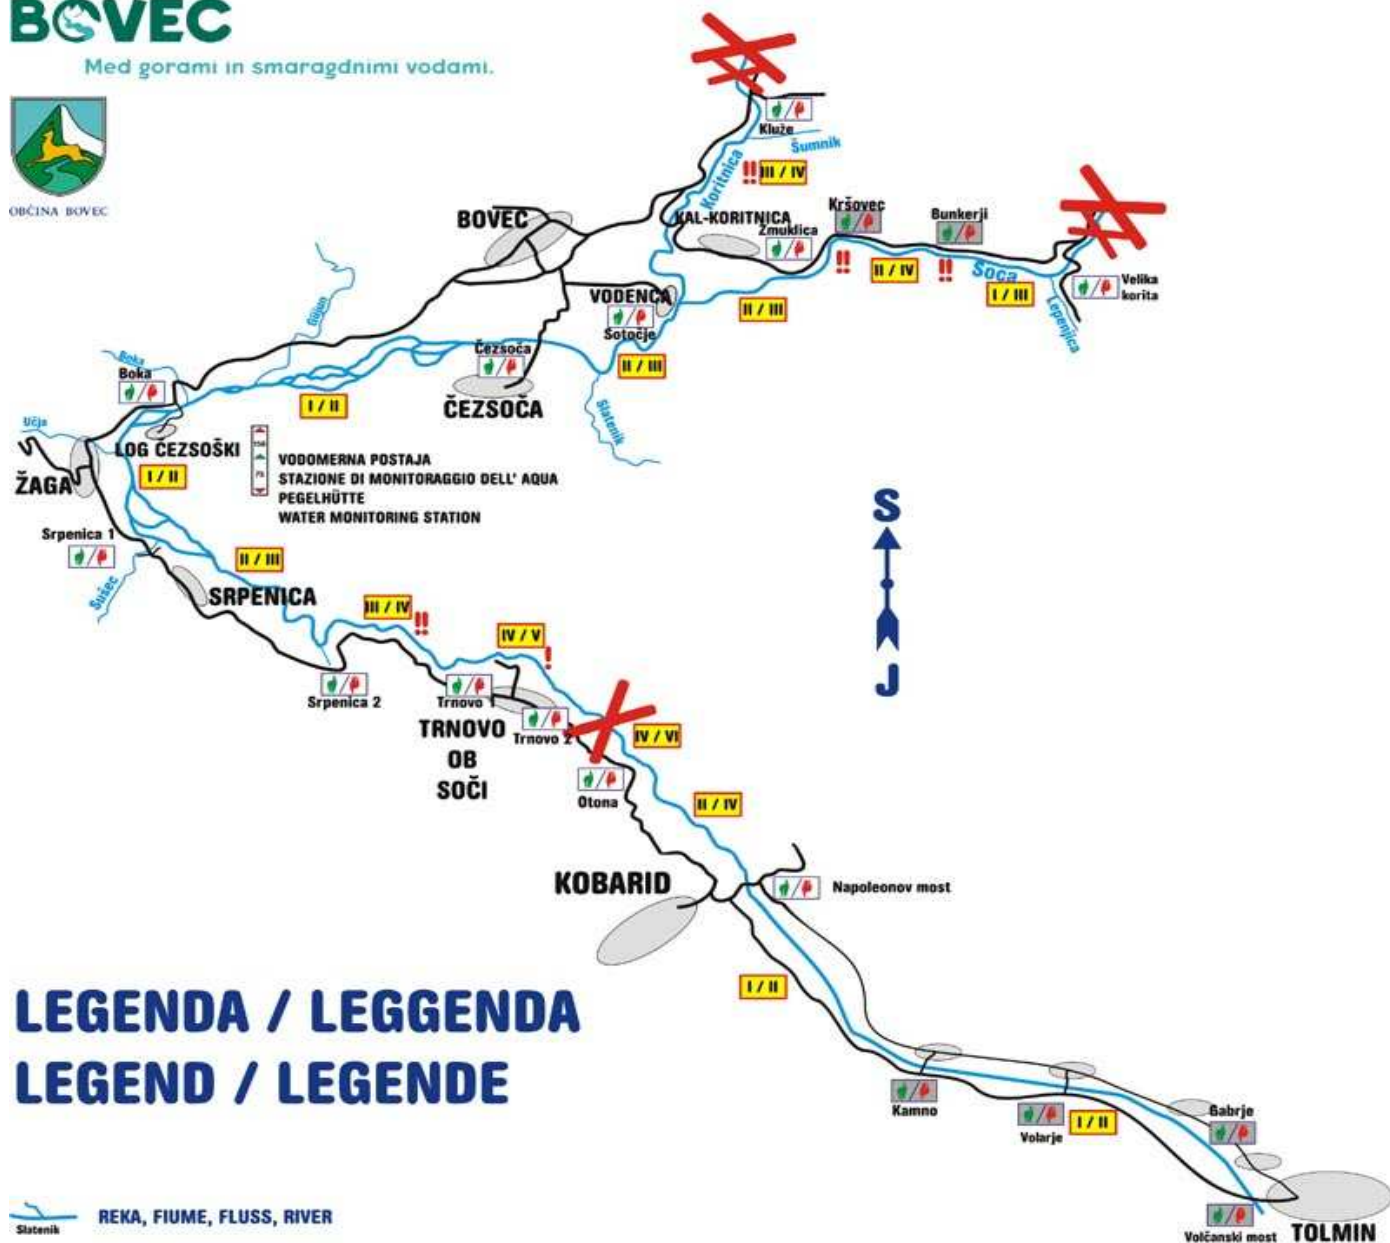 BOVEC
Med gorami in smaragdnimi vodami.
OBČINA BOVEC
Kluže
Šumnik
Koritnica
!! III / IV
BOVEC
KAL-KORITNICA
Kršovec
Bunkerji
Žmuklica
!!
II / IV
!!
Soča
I / III
Velika
korita
Lepenjica
VODENCA
Sotočje
II / III
Gljun
Boka
Boka
Čezsoča
II / III
ČEZSOČA
I / II
Slatenik
Učja
LOG ČEZSOŠKI
ŽAGA
I / II
150
75
VODOMERNA POSTAJA
STAZIONE DI MONITORAGGIO DELL' AQUA
PEGELHÜTTE
WATER MONITORING STATION
S
J
Srpenica 1
Sušec
II / III
SRPENICA
III / IV
!!
IV / V
!
Srpenica 2
Trnovo 1
TRNOVO
OB
SOČI
Trnovo 2
IV / VI
Otona
II / IV
KOBARID
Napoleonov most
I / II
LEGENDA / LEGGENDA
LEGEND / LEGENDE
Kamno
Volarje
I / II
Gabrje
Slatenik
REKA, FIUME, FLUSS, RIVER
Volčanski most
TOLMIN